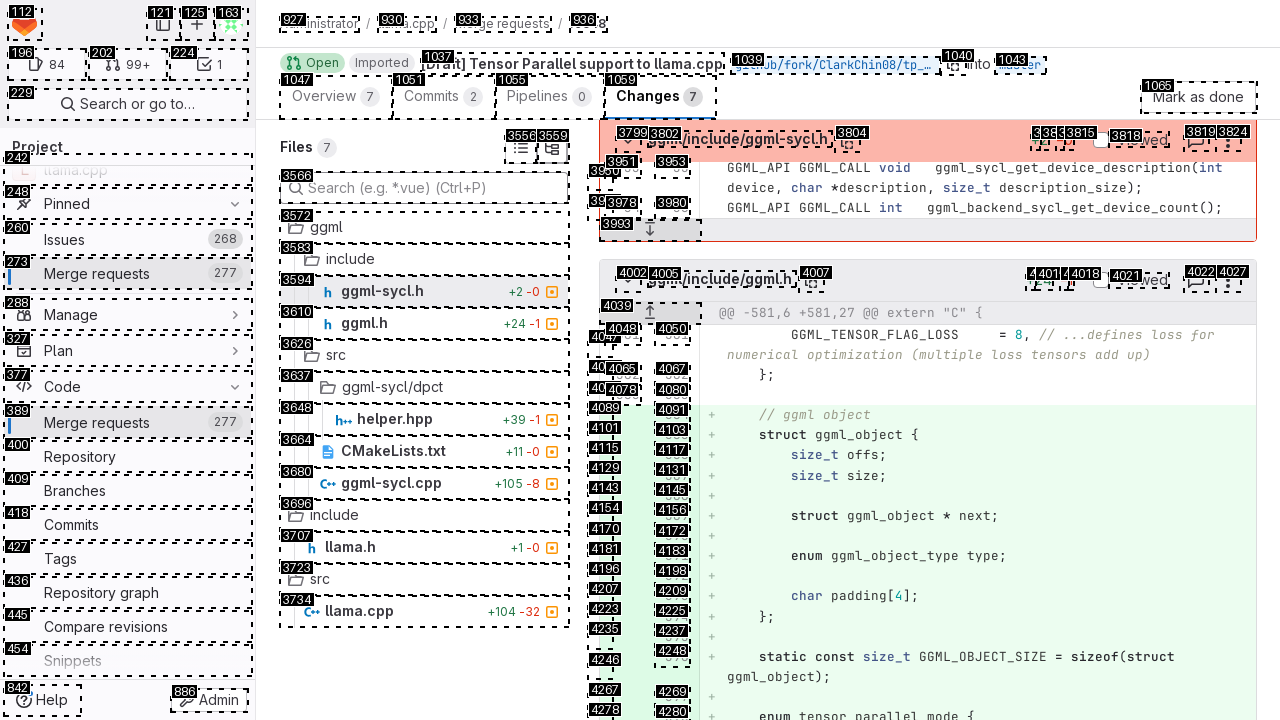 84
99+
1
Search or go to…
Project
llama.cpp
Pinned
Issues 268
Merge requests 277
Manage
Plan
Code
Merge requests 277
Repository
Branches
Commits
Tags
Repository graph
Compare revisions
Snippets
Help
Admin
112
121
125
163
196
202
224
229
242
248
260
273
288
327
377
389
400
409
418
427
436
445
454
842
886
927
930
933
936
Administrator / llama.cpp / Merge requests /
Open
Imported
1037
[Draft] Tensor Parallel support to llama.cpp
1039
github/fork/ClarkChin08/tp_…
1040
into
1043
master
1047
1051
1055
1059
Overview 7
Commits 2
Pipelines 0
Changes 7
1065
Mark as done
Files 7
3556
3559
3566
Search (e.g. *.vue) (Ctrl+P)
3572
ggml
3583
include
3594
ggml-sycl.h +2 -0
3610
ggml.h +24 -1
3626
src
3637
ggml-sycl/dpct
3648
helper.hpp +39 -1
3664
CMakeLists.txt +11 -0
3680
ggml-sycl.cpp +105 -8
3696
include
3707
llama.h +1 -0
3723
src
3734
llama.cpp +104 -32
3799
3802
ggml/include/ggml-sycl.h
3804
3815
3818
Viewed
3819
3824
3951
3953
GGML_API GGML_CALL void   ggml_sycl_get_device_description(int
device, char *description, size_t description_size);
3978
3980
GGML_API GGML_CALL int   ggml_backend_sycl_get_device_count();
3993
4002
4005
ggml/include/ggml.h
4007
4018
4021
Viewed
4022
4027
4039
@@ -581,6 +581,27 @@ extern "C" {
4048
4050
GGML_TENSOR_FLAG_LOSS     = 8, // ...defines loss for
numerical optimization (multiple loss tensors add up)
4065
4067
};
4078
4080
4089
4091
+ // ggml object
4101
4103
+ struct ggml_object {
4115
4117
+ size_t offs;
4129
4131
+ size_t size;
4143
4145
+
4154
4156
+ struct ggml_object * next;
4170
4172
+
4181
4183
+ enum ggml_object_type type;
4196
4198
+
4207
4209
+ char padding[4];
4223
4225
+ };
4235
4237
+
4246
4248
+ static const size_t GGML_OBJECT_SIZE = sizeof(struct
ggml_object);
4267
4269
+
4278
4280
+ enum tensor_parallel_mode {